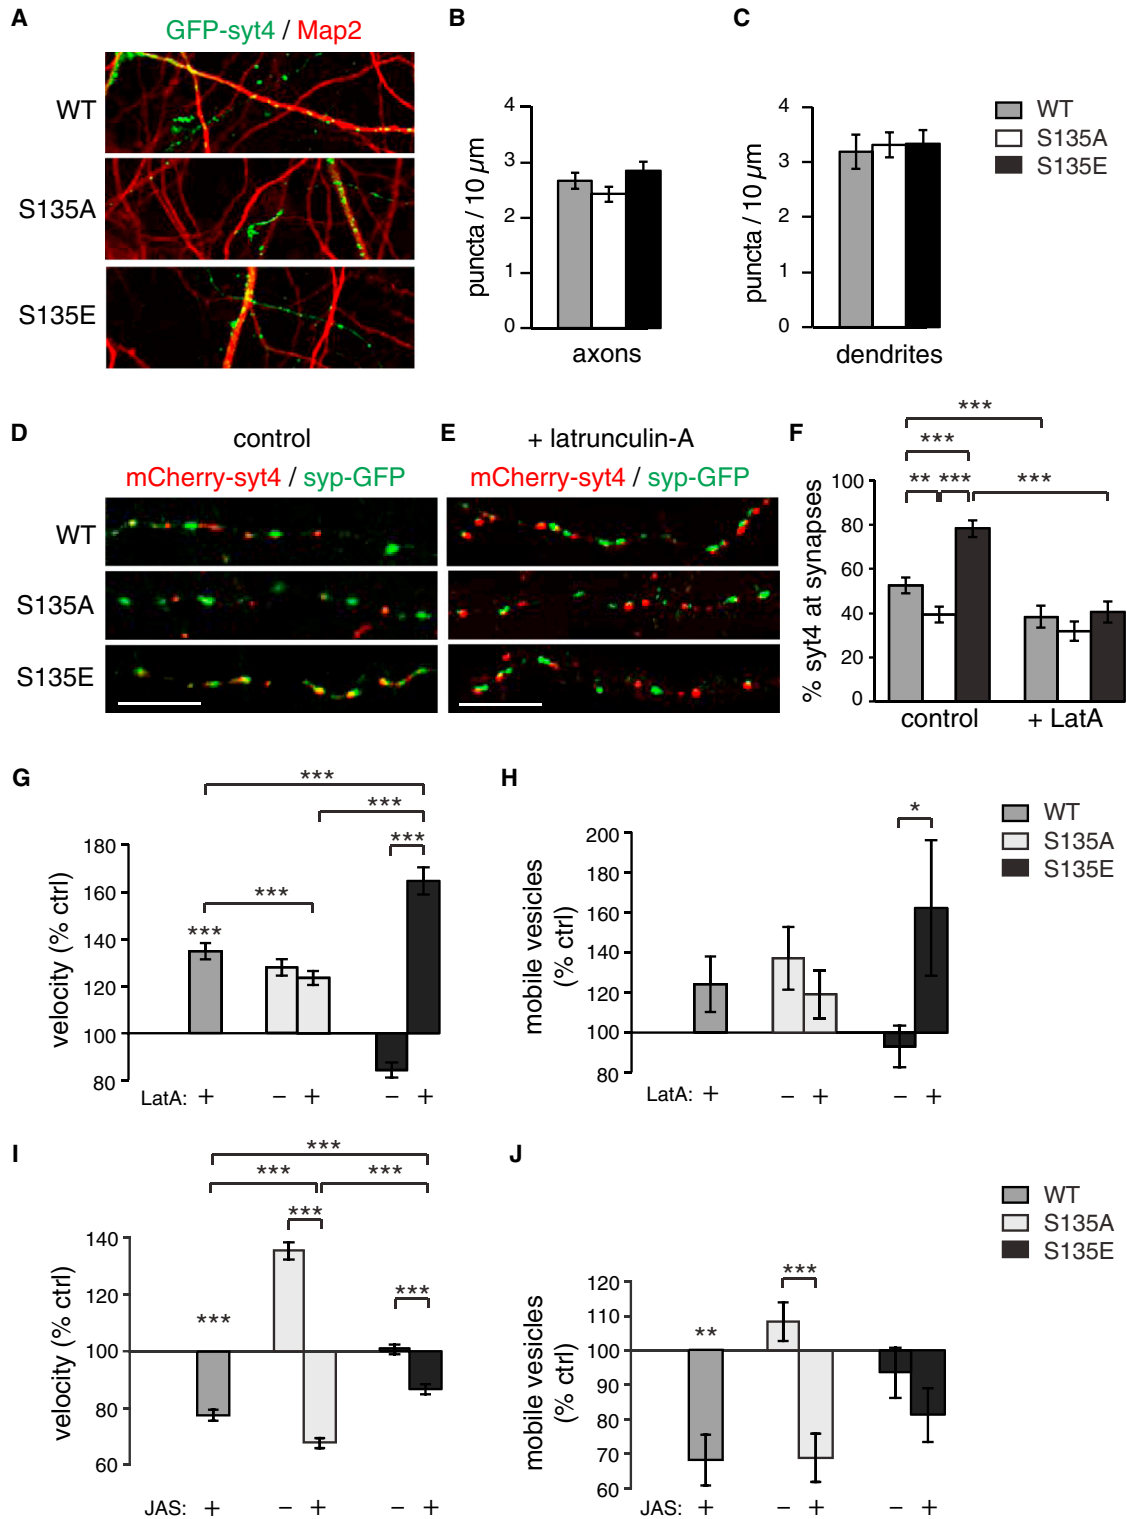 A
GFP-syt4 / Map2
WT
S135A
S135E
B
4
3
2
1
0
puncta / 10 µm
axons
C
4
3
2
1
0
puncta / 10 µm
dendrites
WT
S135A
S135E
D
control
mCherry-syt4 / syp-GFP
WT
S135A
S135E
E
+ latrunculin-A
mCherry-syt4 / syp-GFP
F
***
***
** *** ***
100
80
60
40
20
0
% syt4 at synapses
control + LatA
G
***
***
***
***
***
180
160
140
120
100
80
velocity (% ctrl)
LatA: + − + − +
H
*
200
180
160
140
120
100
80
mobile vesicles
(% ctrl)
LatA: + − + − +
WT
S135A
S135E
I
***
*** ***
***
***
***
140
120
100
80
60
velocity (% ctrl)
JAS: + − + − +
J
***
**
120
110
100
90
80
70
60
mobile vesicles
(% ctrl)
JAS: + − + − +
WT
S135A
S135E